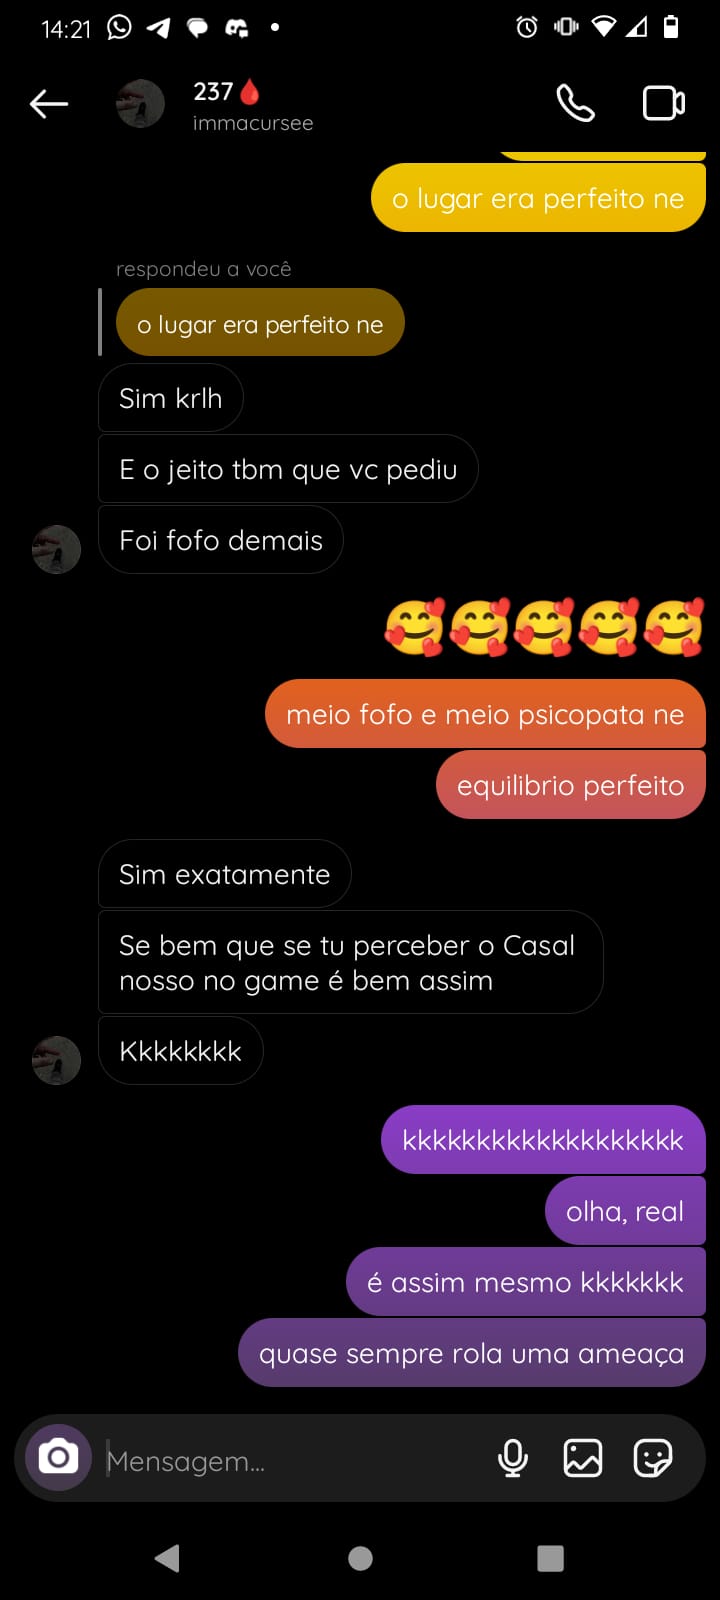 14:21
237🩸
immacursee
o lugar era perfeito ne
respondeu a você
o lugar era perfeito ne
Sim krlh
E o jeito tbm que vc pediu
Foi fofo demais
🥰🥰🥰🥰🥰
meio fofo e meio psicopata ne
equilibrio perfeito
Sim exatamente
Se bem que se tu perceber o Casal
nosso no game é bem assim
Kkkkkkkk
kkkkkkkkkkkkkkkkkkkk
olha, real
é assim mesmo kkkkkkk
quase sempre rola uma ameaça
Mensagem...